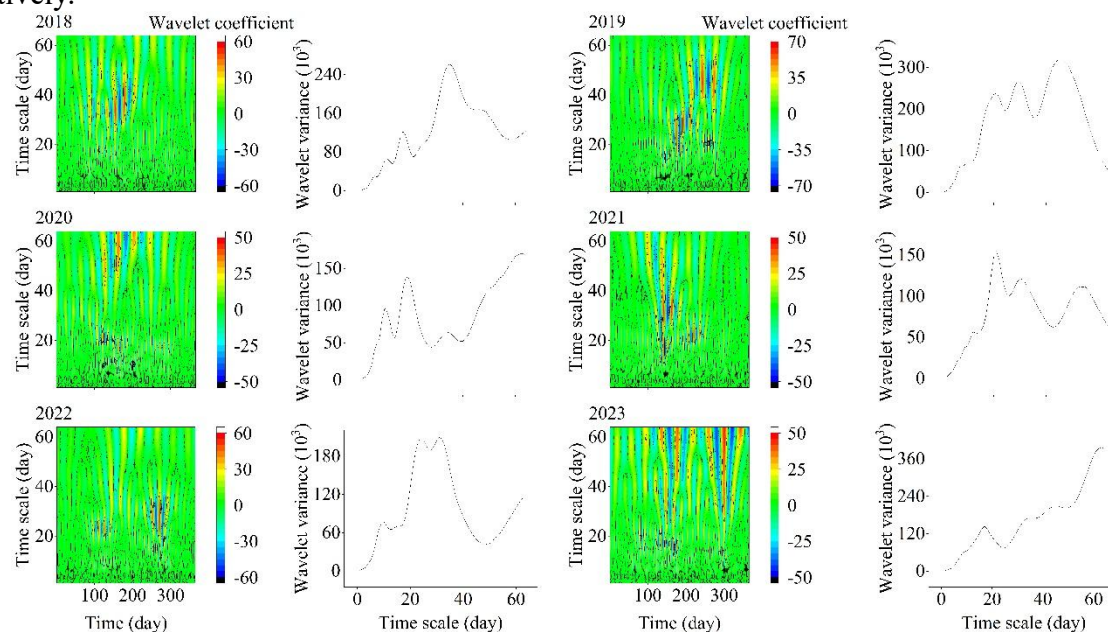 tively.
2018 Wavelet coefficient 2019 Wavelet coefficient
Time scale (day) 60 40 20
60 30 0 -30 -60
Wavelet variance (10³) 240 160 80 0
Time scale (day) 60 40 20
70 35 0 -35 -70
Wavelet variance (10³) 300 200 100 0
2020 2021
Time scale (day) 60 40 20
50 25 0 -25 -50
Wavelet variance (10³) 150 100 50 0
Time scale (day) 60 40 20
50 25 0 -25 -50
Wavelet variance (10³) 150 100 50 0
2022 2023
Time scale (day) 60 40 20
60 30 0 -30 -60
Wavelet variance (10³) 180 120 60 0
Time scale (day) 60 40 20
50 25 0 -25 -50
Wavelet variance (10³) 360 240 120 0
100 200 300 0 20 40 60 100 200 300 0 20 40 60
Time (day) Time scale (day) Time (day) Time scale (day)